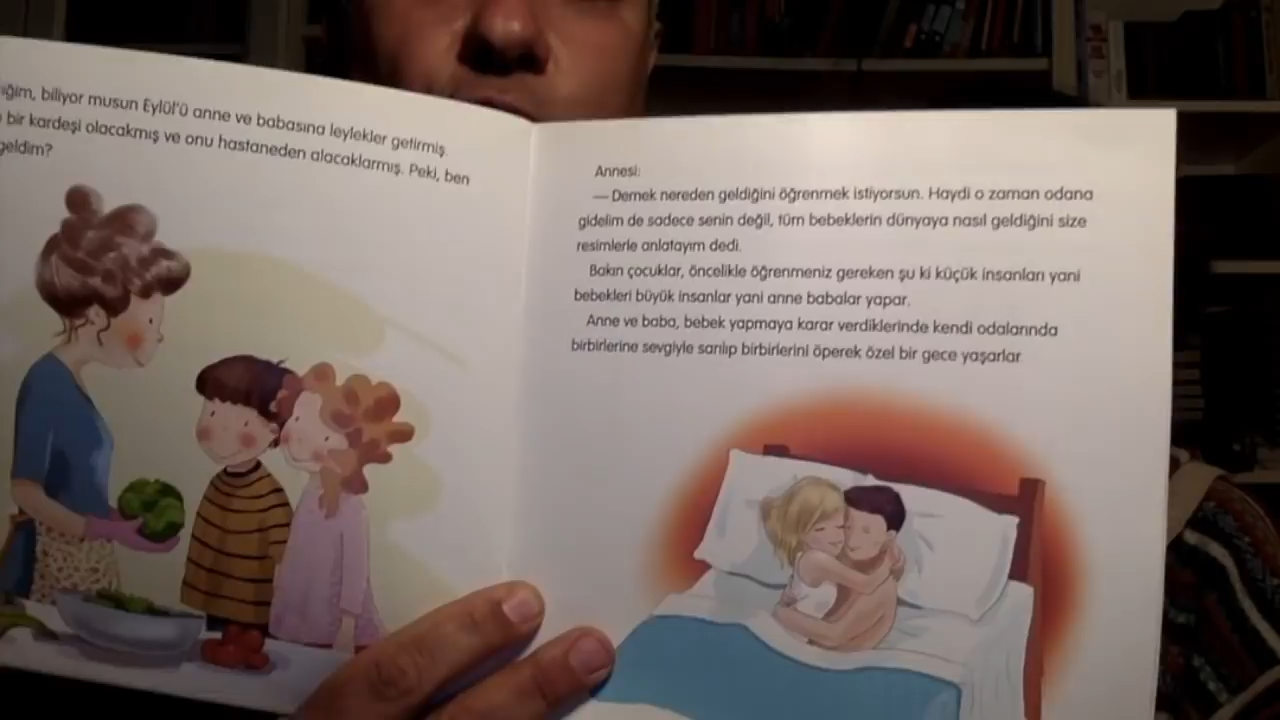 iğim, biliyor musun Eylül'ü anne ve babasına leylekler getirmiş.
bir kardeşi olacakmış ve onu hastaneden alacaklarmış. Peki, ben
geldim?
Annesi:
— Demek nereden geldiğini öğrenmek istiyorsun. Haydi o zaman odana
gidelim de sadece senin değil, tüm bebeklerin dünyaya nasıl geldiğini size
resimlerle anlatayım dedi.
Bakın çocuklar, öncelikle öğrenmeniz gereken şu ki küçük insanları yani
bebekleri büyük insanlar yani anne babalar yapar.
Anne ve baba, bebek yapmaya karar verdiklerinde kendi odalarında
birbirlerine sevgiyle sarılıp birbirlerini öperek özel bir gece yaşarlar